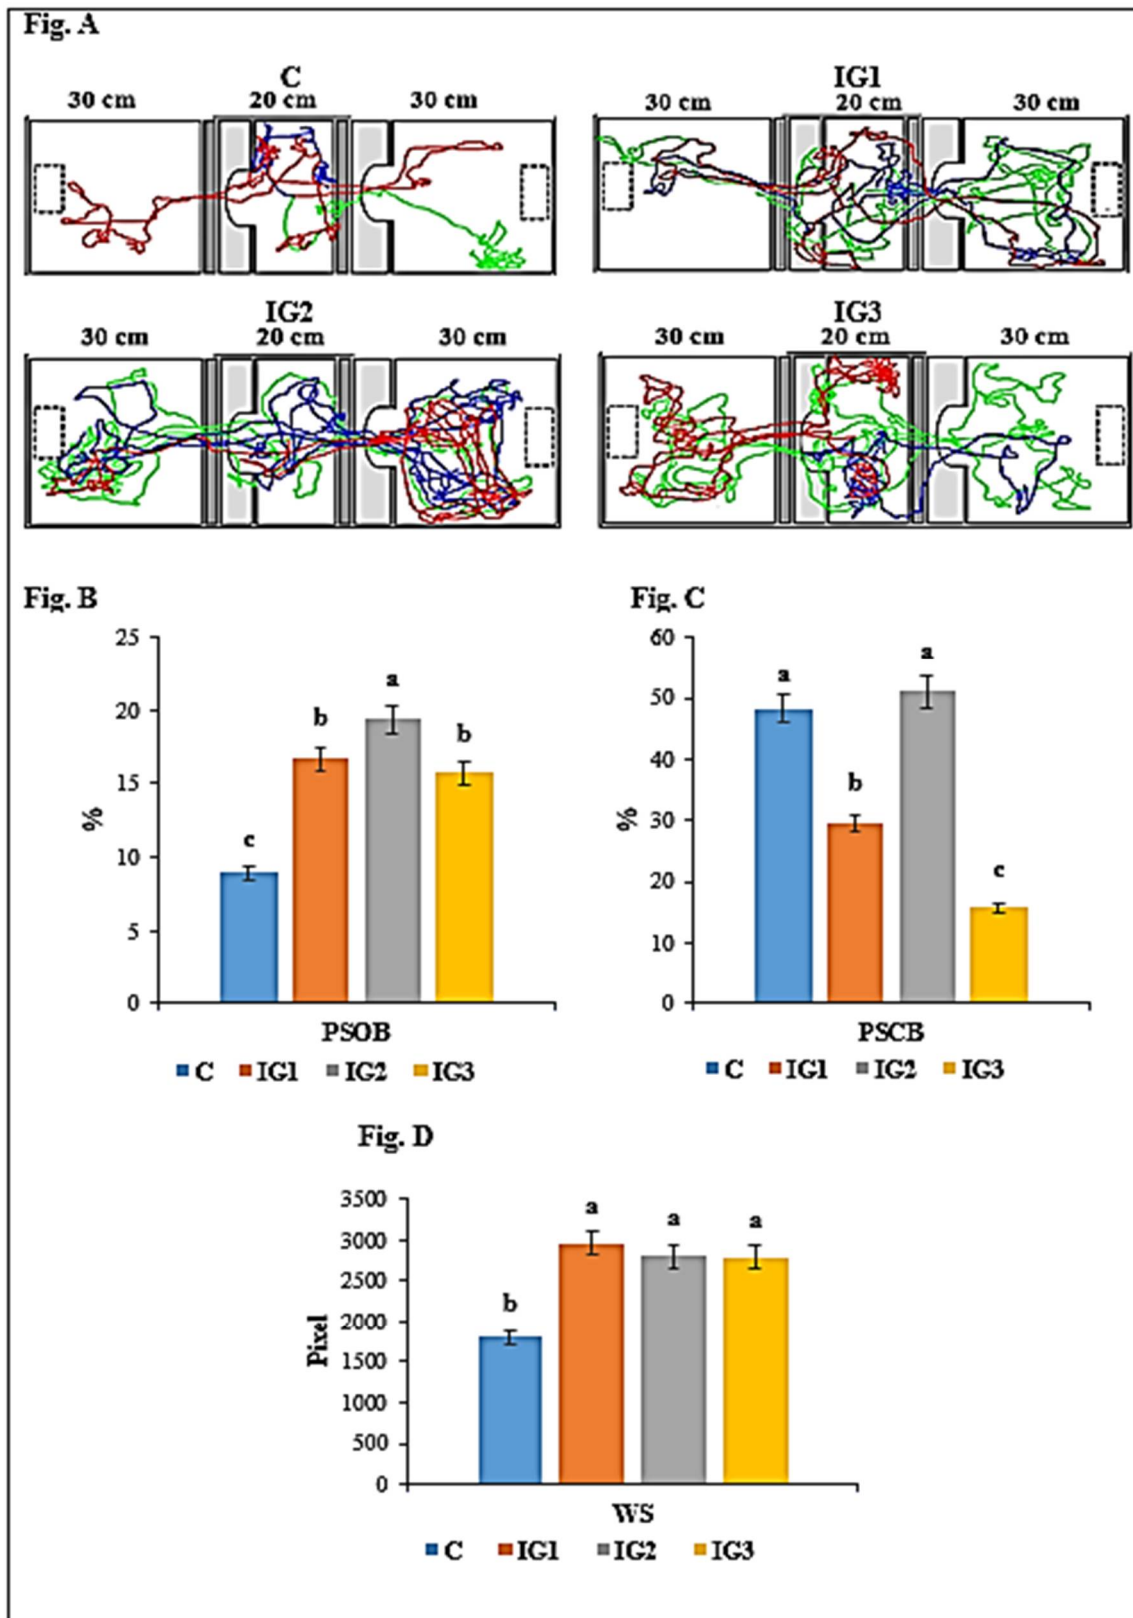 Fig. A
C
30 cm 20 cm 30 cm
IG1
30 cm 20 cm 30 cm
IG2
30 cm 20 cm 30 cm
IG3
30 cm 20 cm 30 cm
Fig. B
25
20
15
10
5
0
%
c
b
a
b
PSOB
C IG1 IG2 IG3
Fig. C
60
50
40
30
20
10
0
%
a
b
a
c
PSCB
C IG1 IG2 IG3
Fig. D
3500
3000
2500
2000
1500
1000
500
0
Pixel
b
a
a
a
WS
C IG1 IG2 IG3